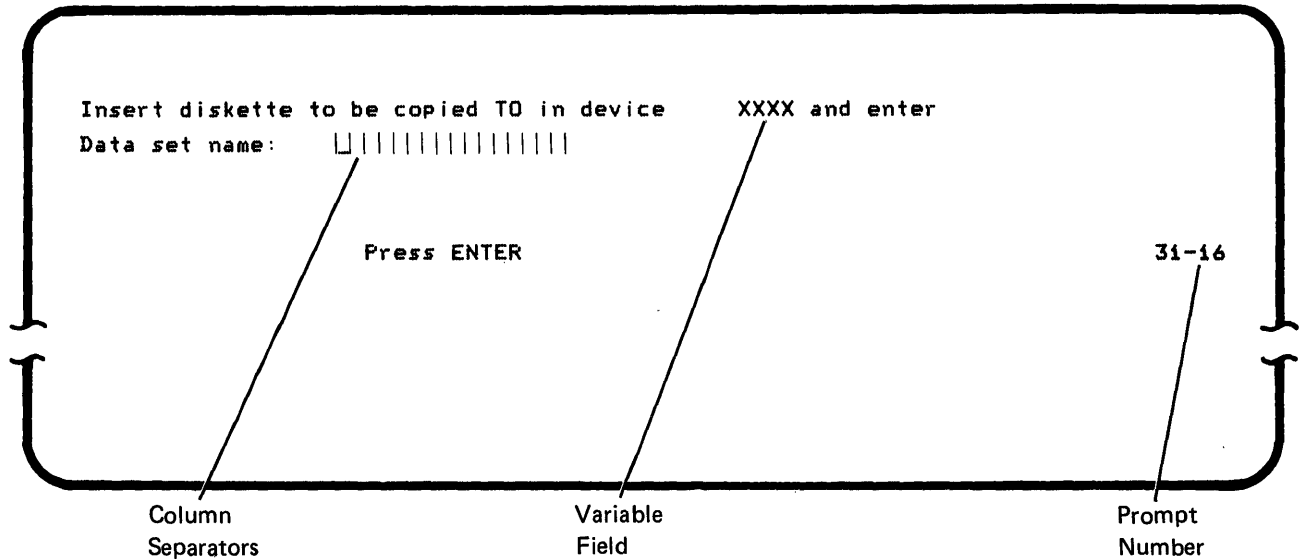 Insert diskette to be copied TO in device XXXX and enter
Data set name:
Press ENTER 31-16
Column Variable Prompt
Separators Field Number